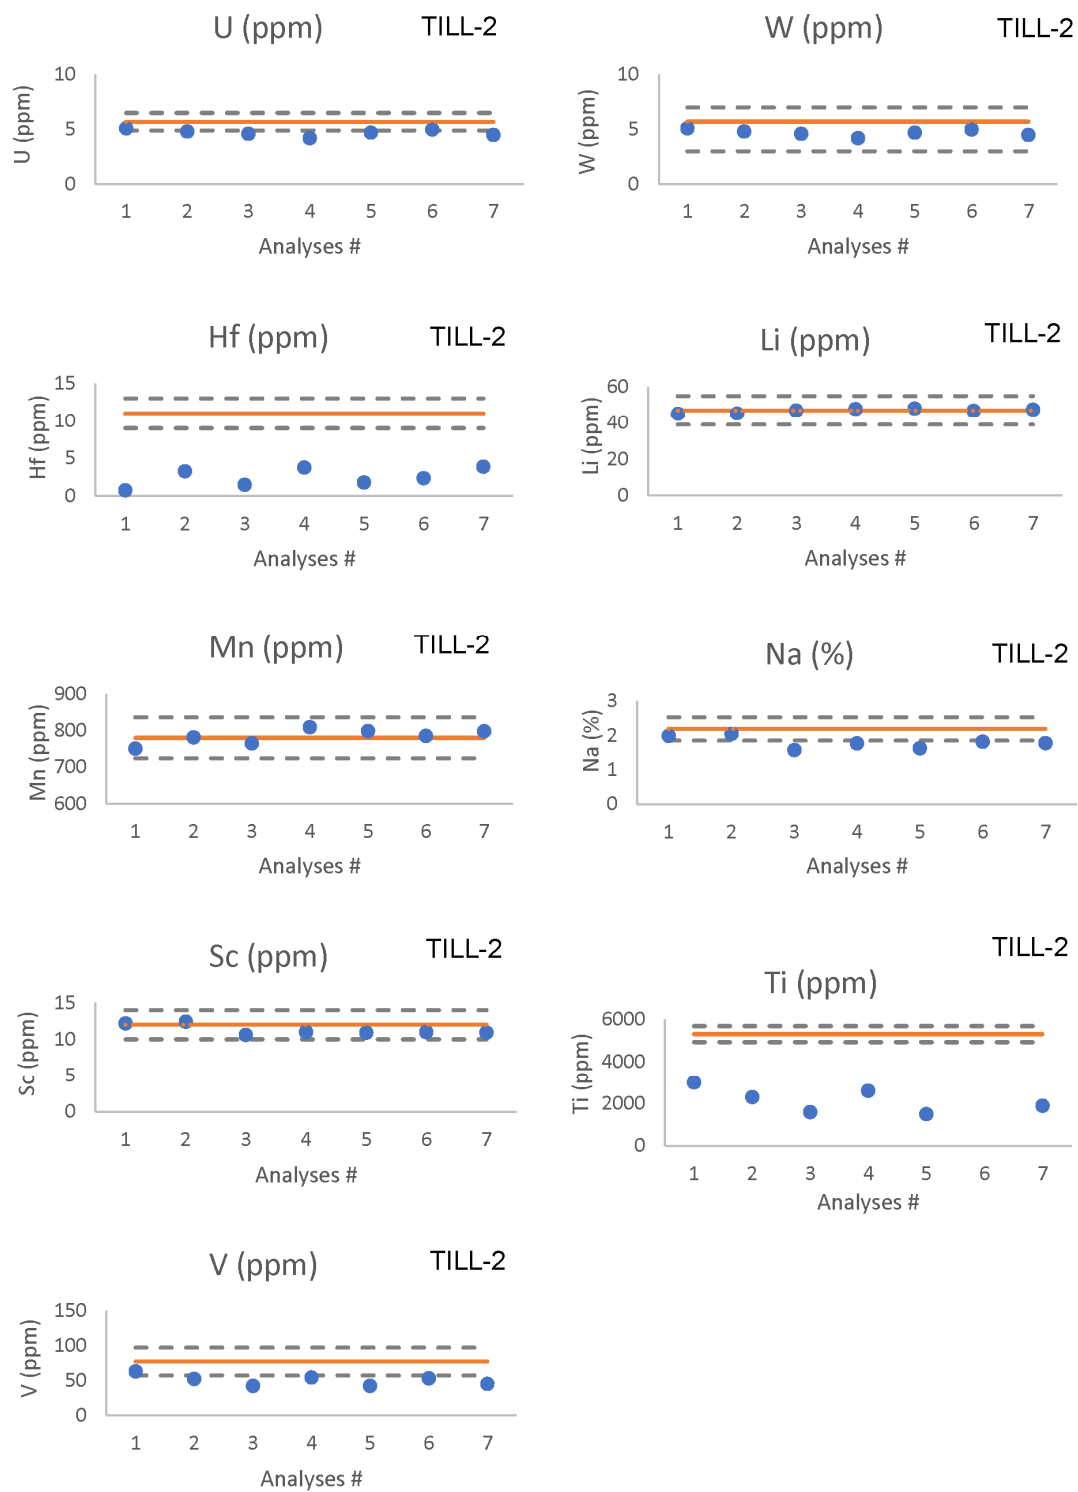 U (ppm) TILL-2
U (ppm)
10
5
0
1 2 3 4 5 6 7
Analyses #
W (ppm) TILL-2
W (ppm)
10
5
0
1 2 3 4 5 6 7
Analyses #
Hf (ppm) TILL-2
Hf (ppm)
15
10
5
0
1 2 3 4 5 6 7
Analyses #
Li (ppm) TILL-2
Li (ppm)
60
40
20
0
1 2 3 4 5 6 7
Analyses #
Mn (ppm) TILL-2
Mn (ppm)
900
800
700
600
1 2 3 4 5 6 7
Analyses #
Na (%) TILL-2
Na (%)
3
2
1
0
1 2 3 4 5 6 7
Analyses #
Sc (ppm) TILL-2
Sc (ppm)
15
10
5
0
1 2 3 4 5 6 7
Analyses #
TILL-2
Ti (ppm)
Ti (ppm)
6000
4000
2000
0
1 2 3 4 5 6 7
Analyses #
V (ppm) TILL-2
V (ppm)
150
100
50
0
1 2 3 4 5 6 7
Analyses #